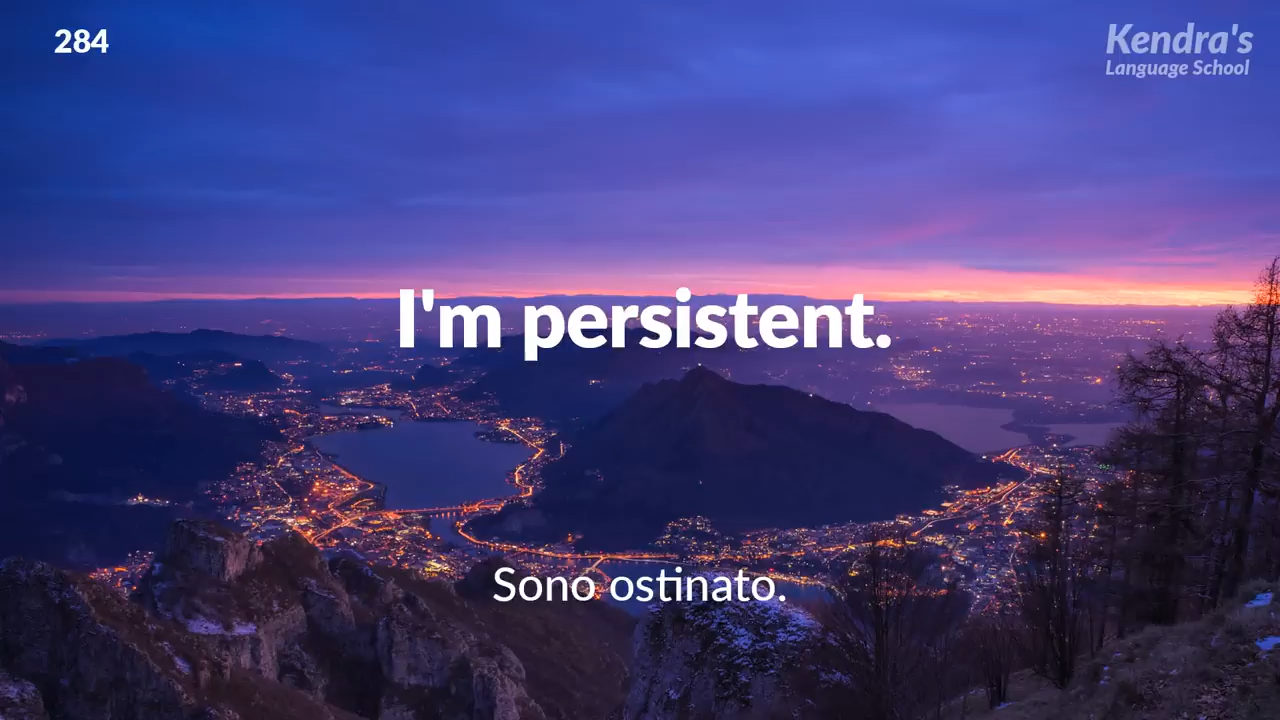 284
Kendra's
Language School
I'm persistent.
Sono ostinato.